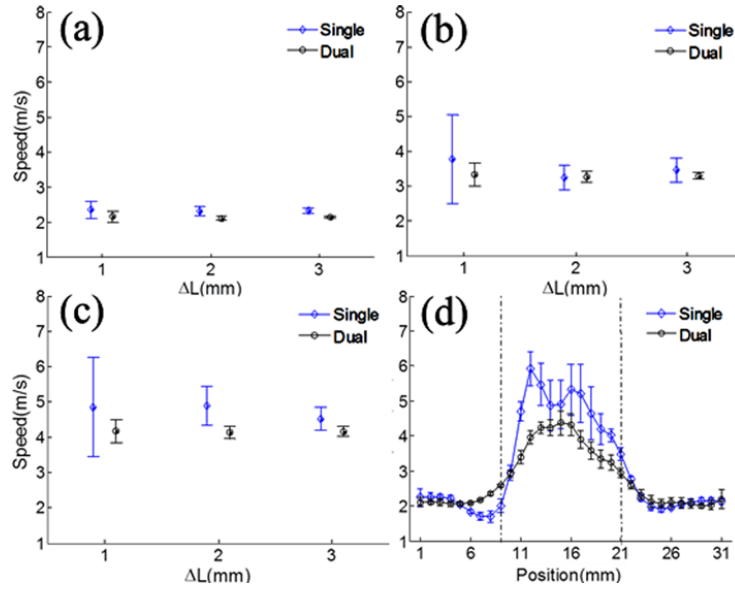 (a)
Single
Dual
8
7
6
5
4
3
2
1
Speed(m/s)
1 2 3
ΔL(mm)
(b)
Single
Dual
8
7
6
5
4
3
2
1
1 2 3
ΔL(mm)
(c)
Single
Dual
8
7
6
5
4
3
2
1
Speed(m/s)
1 2 3
ΔL(mm)
(d)
Single
Dual
8
7
6
5
4
3
2
1
1 6 11 16 21 26 31
Position(mm)